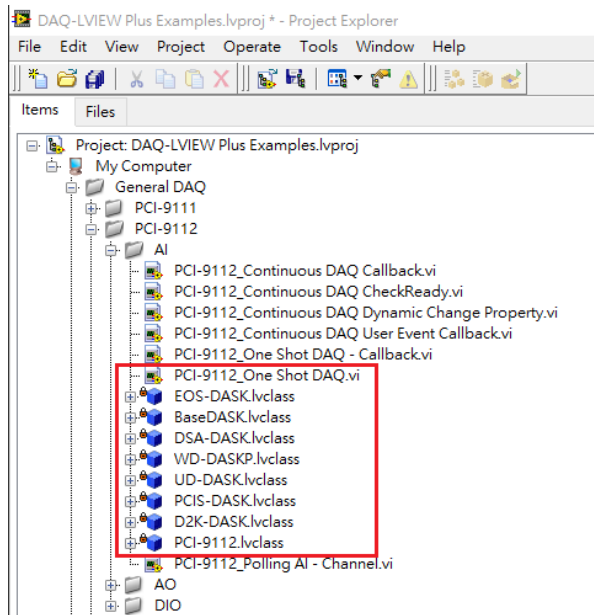 DAQ-LVIEW Plus Examples.lvproj * - Project Explorer
File Edit View Project Operate Tools Window Help
Items Files
Project: DAQ-LVIEW Plus Examples.lvproj
My Computer
General DAQ
PCI-9111
PCI-9112
AI
PCI-9112_Continuous DAQ Callback.vi
PCI-9112_Continuous DAQ CheckReady.vi
PCI-9112_Continuous DAQ Dynamic Change Property.vi
PCI-9112_Continuous DAQ User Event Callback.vi
PCI-9112_One Shot DAQ - Callback.vi
PCI-9112_One Shot DAQ.vi
EOS-DASK.lvclass
BaseDASK.lvclass
DSA-DASK.lvclass
WD-DASKP.lvclass
UD-DASK.lvclass
PCIS-DASK.lvclass
D2K-DASK.lvclass
PCI-9112.lvclass
PCI-9112_Polling AI - Channel.vi
AO
DIO